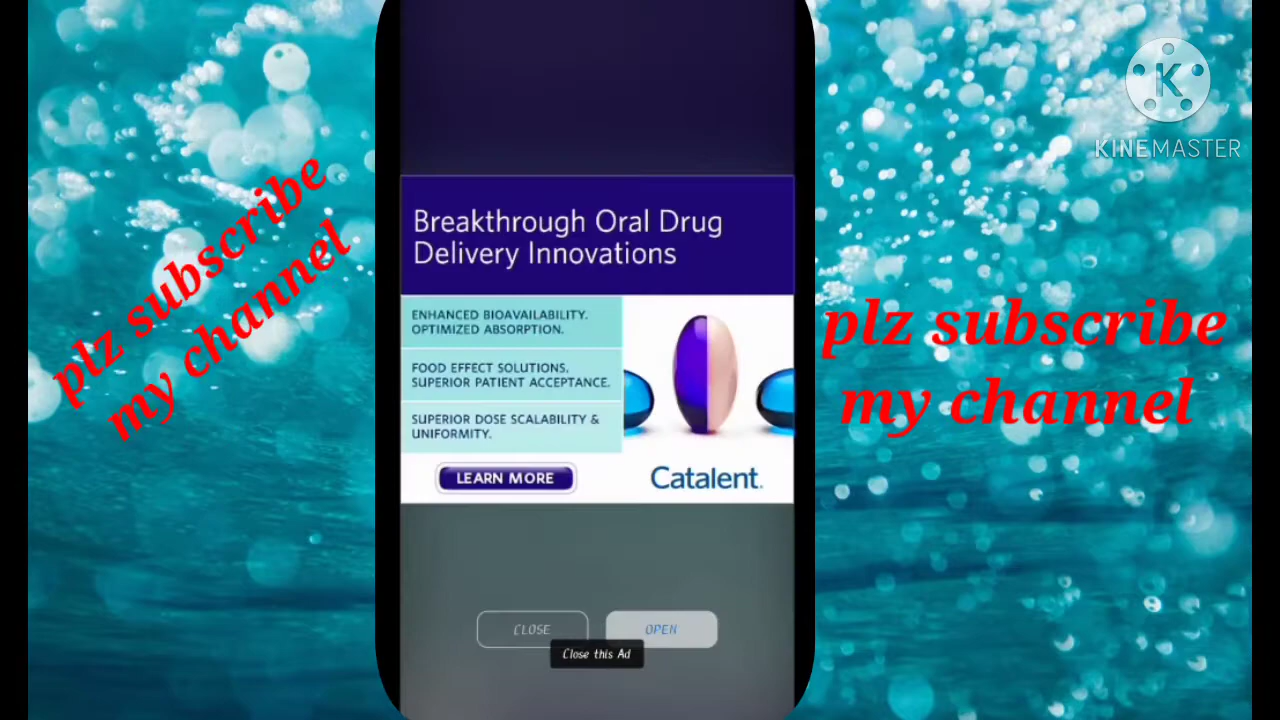 plz subscribe
my channel
Breakthrough Oral Drug
Delivery Innovations
ENHANCED BIOAVAILABILITY.
OPTIMIZED ABSORPTION.
FOOD EFFECT SOLUTIONS.
SUPERIOR PATIENT ACCEPTANCE.
SUPERIOR DOSE SCALABILITY &
UNIFORMITY.
LEARN MORE
Catalent.
CLOSE
OPEN
Close this Ad
K
KINEMASTER
plz subscribe
my channel